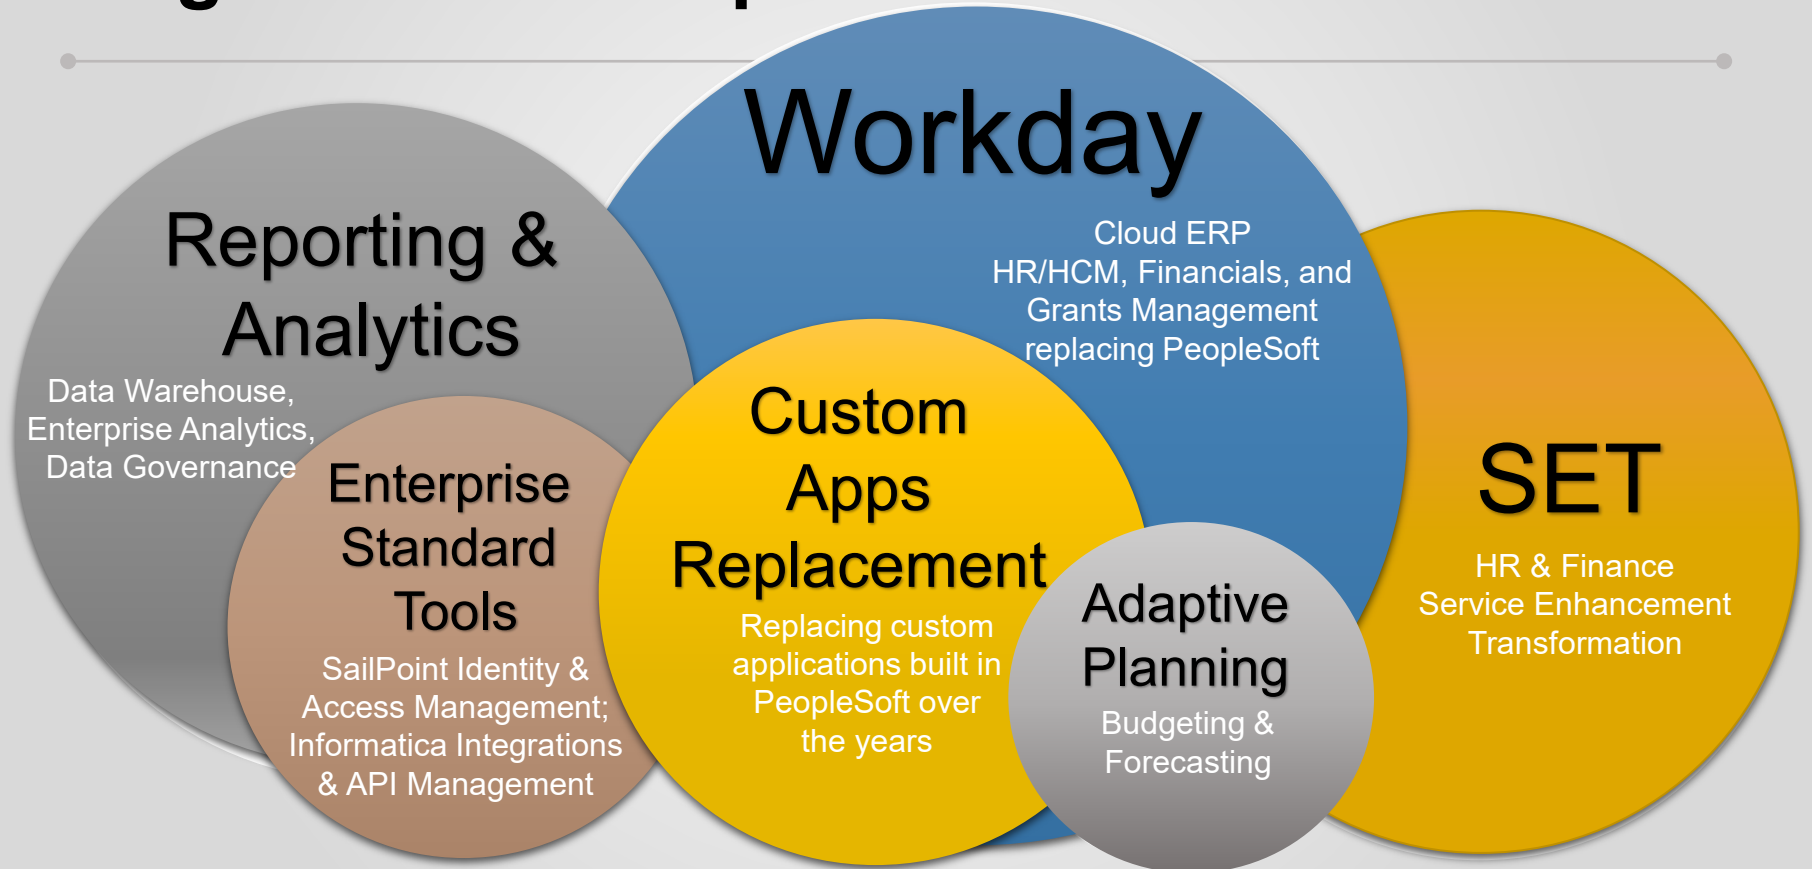 Workday
Cloud ERP
HR/HCM, Financials, and
Grants Management
replacing PeopleSoft
Reporting &
Analytics
Data Warehouse,
Enterprise Analytics,
Data Governance
Enterprise
Standard
Tools
SailPoint Identity &
Access Management;
Informatica Integrations
& API Management
Custom
Apps
Replacement
Replacing custom
applications built in
PeopleSoft over
the years
Adaptive
Planning
Budgeting &
Forecasting
SET
HR & Finance
Service Enhancement
Transformation